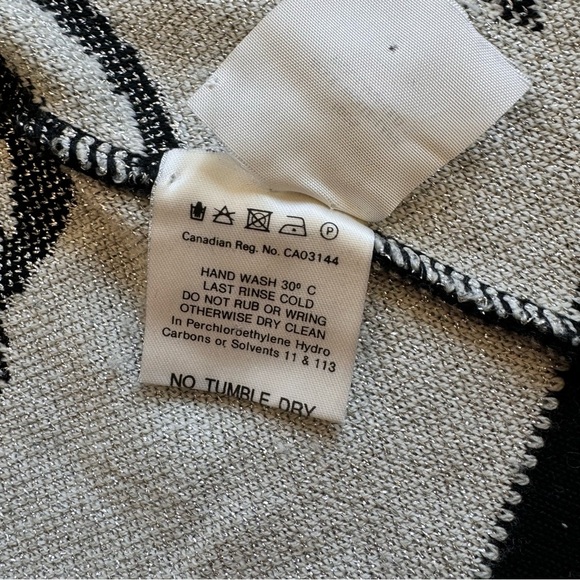 P
Canadian Reg. No. CA03144
HAND WASH 30º C
LAST RINSE COLD
DO NOT RUB OR WRING
OTHERWISE DRY CLEAN
In Perchloroethylene Hydro
Carbons or Solvents 11 & 113
NO TUMBLE DRY